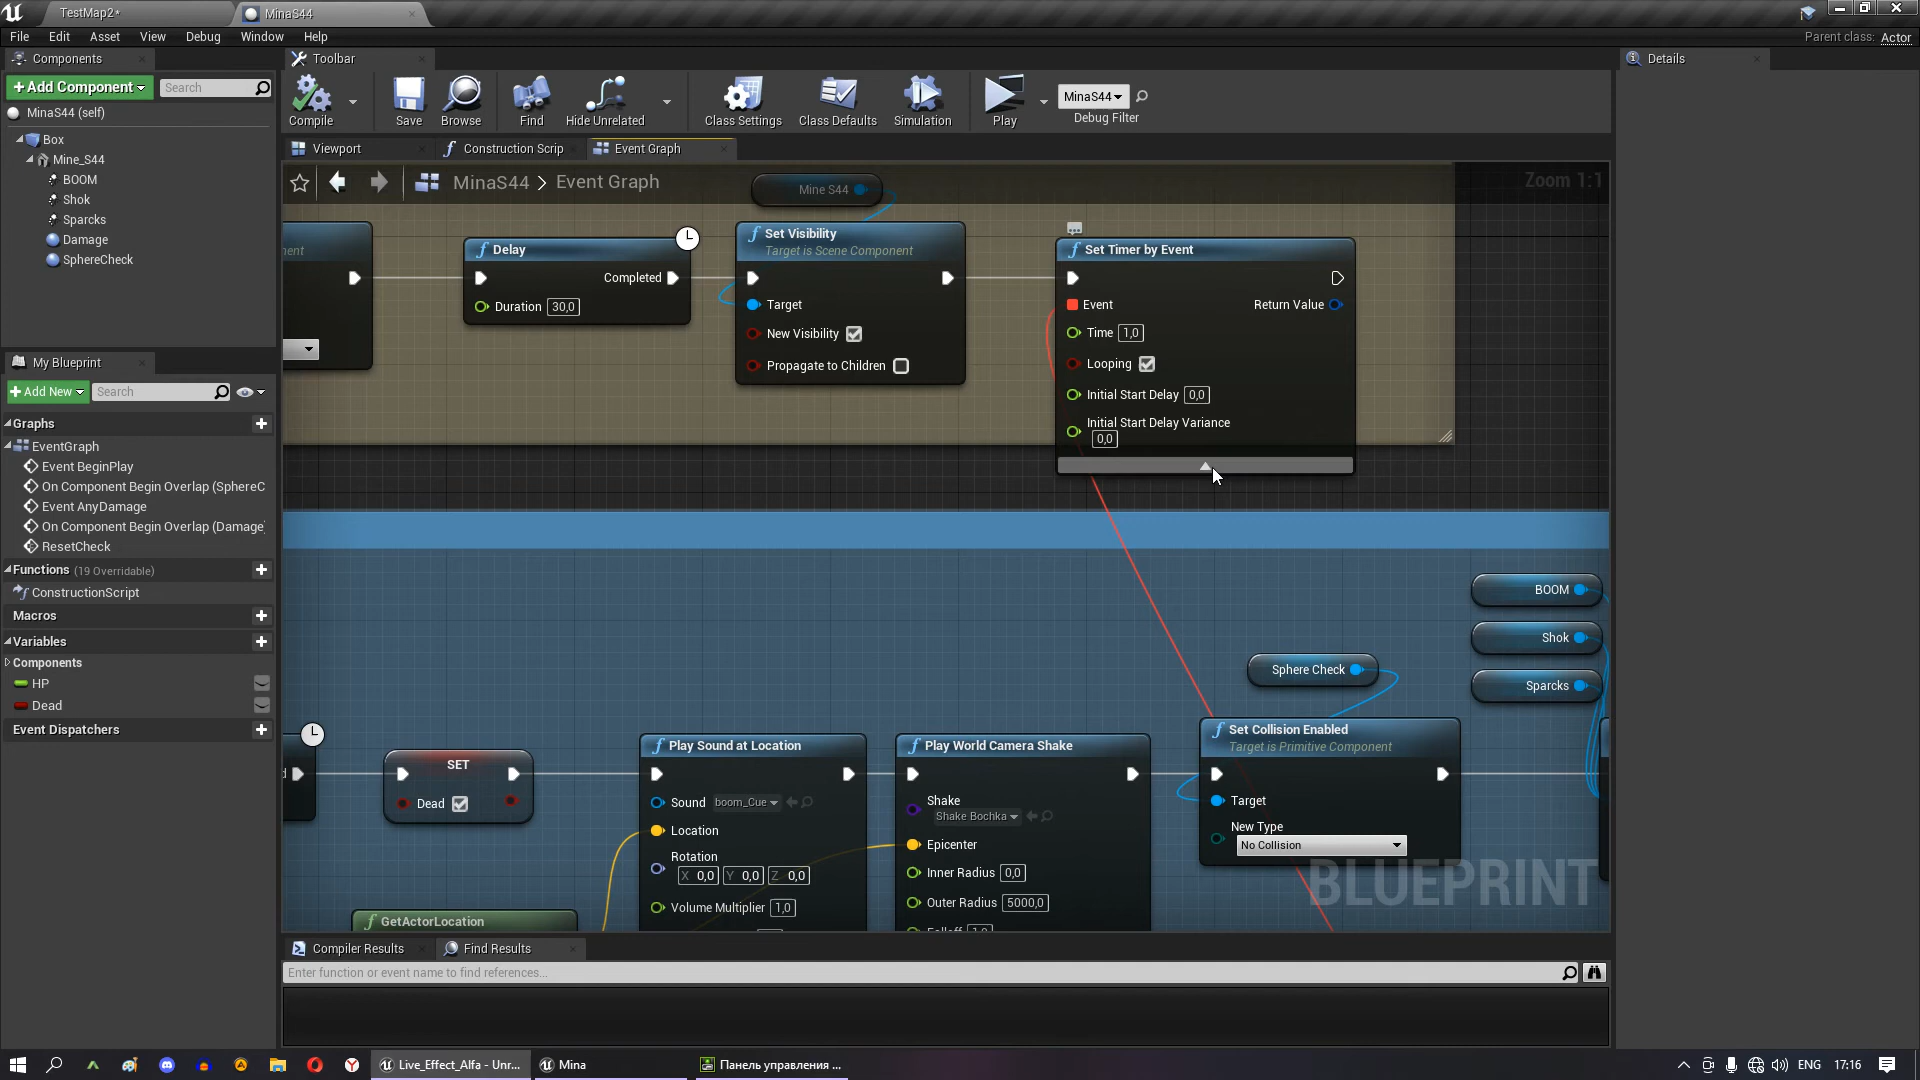 TestMap2*
MinaS44
File Edit Asset View Debug Window Help
Parent class: Actor
Components
Toolbar
Details
+Add Component
Search
MinaS44 (self)
Box
Mine_S44
BOOM
Shok
Sparcks
Damage
SphereCheck
Compile
Save
Browse
Find
Hide Unrelated
Class Settings
Class Defaults
Simulation
Play
MinaS44
Debug Filter
Viewport
Construction Scrip
Event Graph
MinaS44 > Event Graph
Zoom 1:1
My Blueprint
+Add New
Search
Graphs
EventGraph
Event BeginPlay
On Component Begin Overlap (SphereC
Event AnyDamage
On Component Begin Overlap (Damage)
ResetCheck
Functions (19 Overridable)
ConstructionScript
Macros
Variables
Components
HP
Dead
Event Dispatchers
Mine S44
Delay
Completed
Duration 30,0
Set Visibility
Target is Scene Component
Target
New Visibility
Propagate to Children
Set Timer by Event
Event
Return Value
Time 1,0
Looping
Initial Start Delay 0,0
Initial Start Delay Variance
0,0
BOOM
Shok
Sparcks
Sphere Check
SET
Dead
Play Sound at Location
Sound boom_Cue
Location
Rotation
X 0,0 Y 0,0 Z 0,0
Volume Multiplier 1,0
GetActorLocation
Play World Camera Shake
Shake
Shake Bochka
Epicenter
Inner Radius 0,0
Outer Radius 5000,0
Falloff 1,0
Set Collision Enabled
Target is Primitive Component
Target
New Type
No Collision
BLUEPRINT
Compiler Results
Find Results
Enter function or event name to find references...
Live_Effect_Alfa - Unr...
Mina
Панель управления ...
ENG
17:16